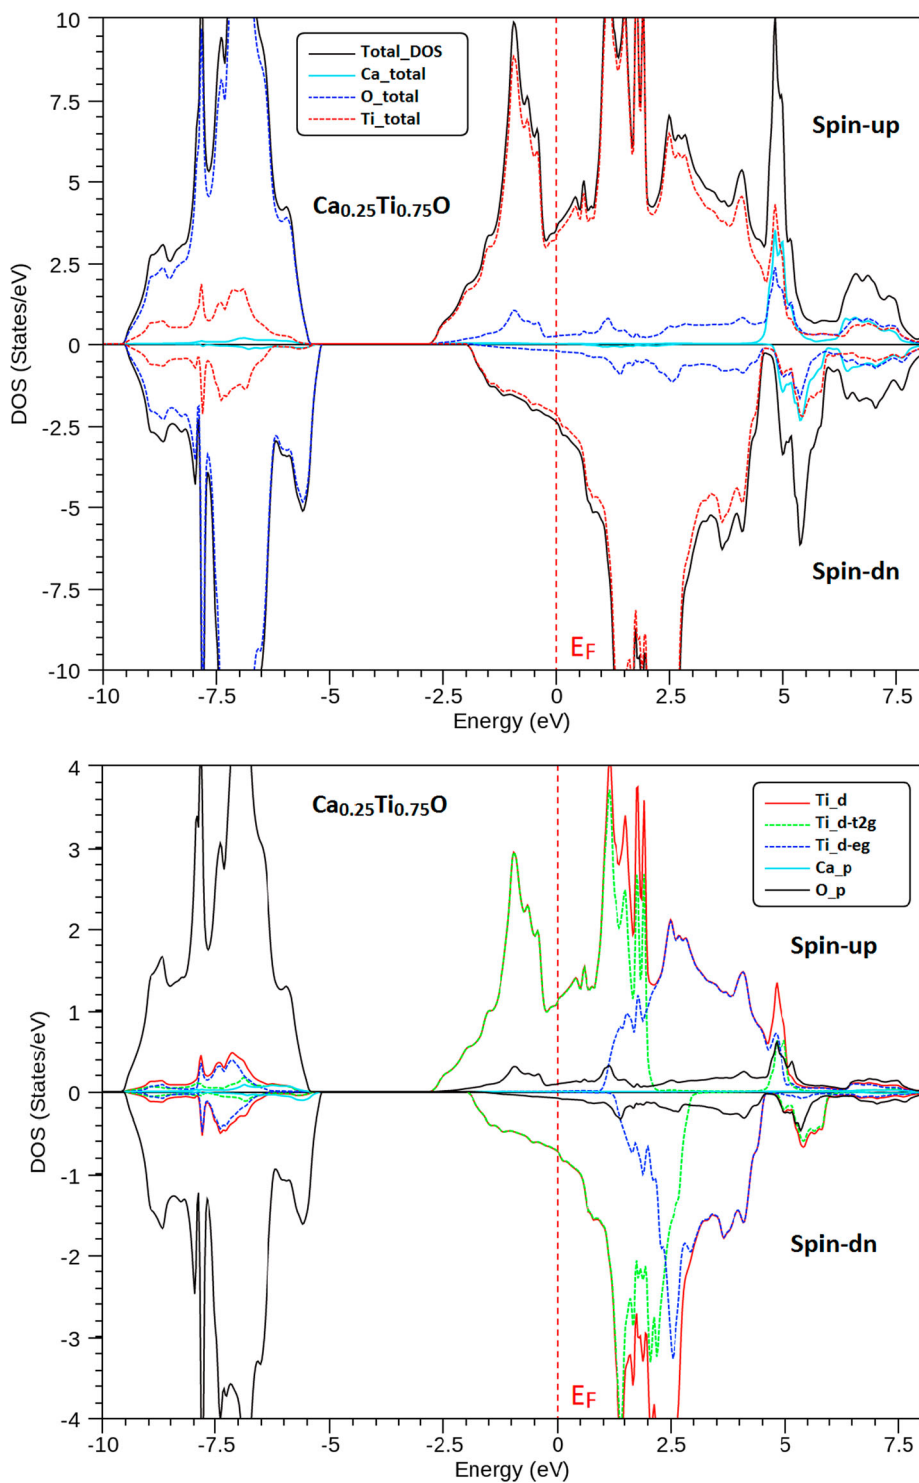 10
7.5
5
2.5
0
-2.5
-5
-7.5
-10
DOS (States/eV)
Total_DOS
Ca_total
O_total
Ti_total
Ca0.25Ti0.75O
Spin-up
Spin-dn
EF
-10 -7.5 -5 -2.5 0 2.5 5 7.5
Energy (eV)
4
3
2
1
0
-1
-2
-3
-4
DOS (States/eV)
Ca0.25Ti0.75O
Ti_d
Ti_d-t2g
Ti_d-eg
Ca_p
O_p
Spin-up
Spin-dn
EF
-10 -7.5 -5 -2.5 0 2.5 5 7.5
Energy (eV)